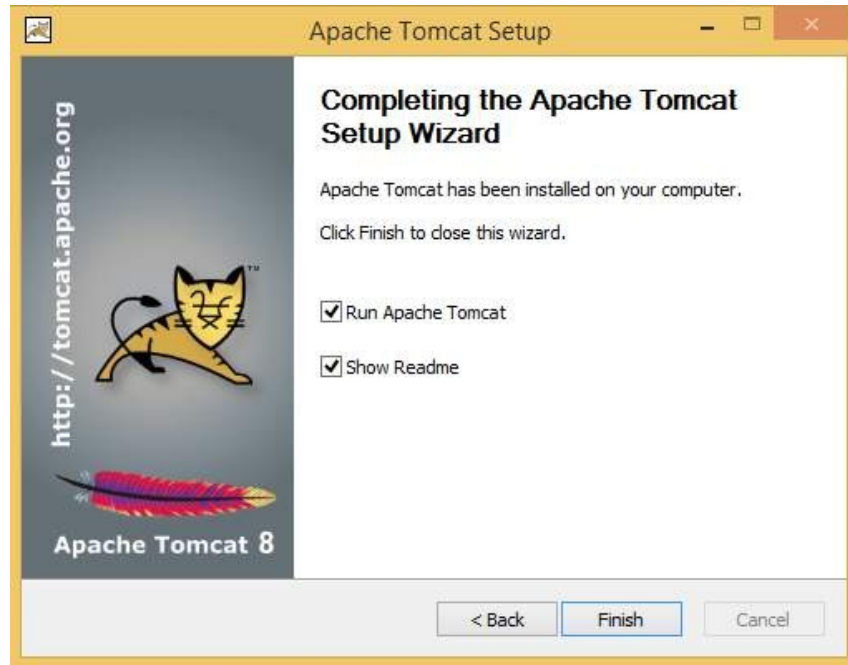 Apache Tomcat Setup
http://tomcat.apache.org
TM
Apache Tomcat 8
Completing the Apache Tomcat
Setup Wizard
Apache Tomcat has been installed on your computer.
Click Finish to close this wizard.
Run Apache Tomcat
Show Readme
< Back
Finish
Cancel